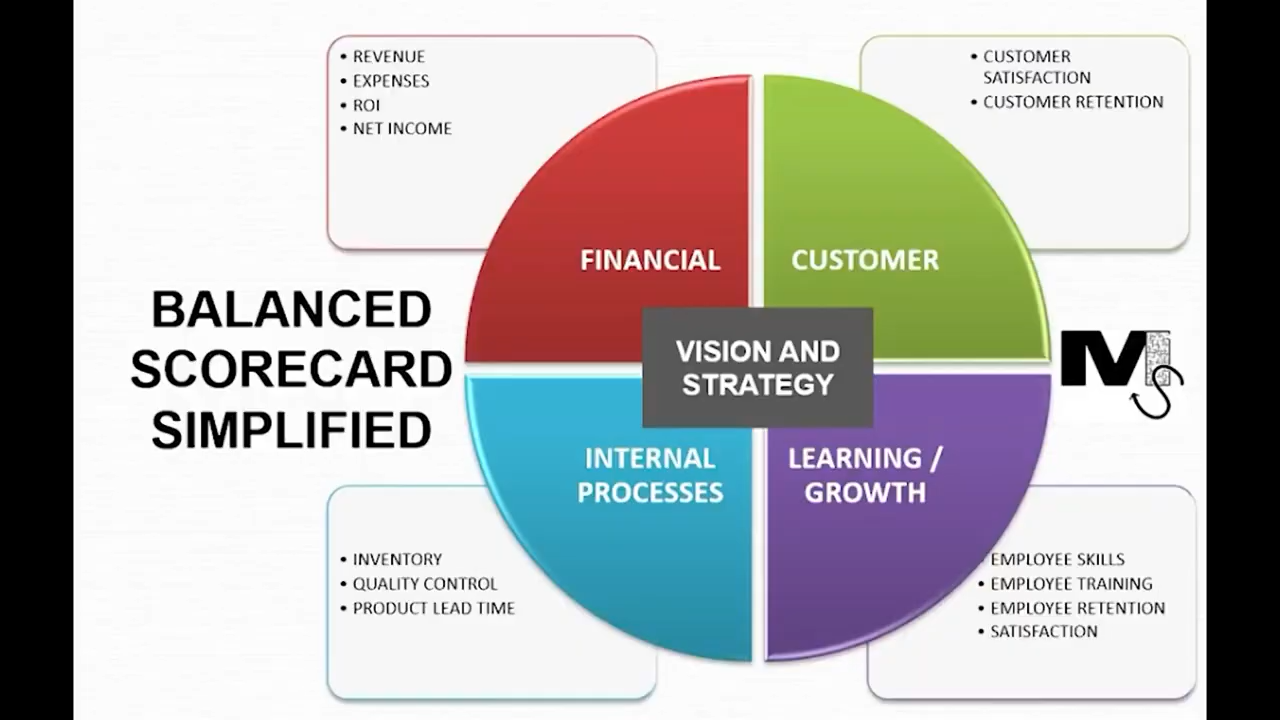 • REVENUE
• EXPENSES
• ROI
• NET INCOME
• CUSTOMER
SATISFACTION
• CUSTOMER RETENTION
FINANCIAL
CUSTOMER
BALANCED
SCORECARD
SIMPLIFIED
VISION AND
STRATEGY
INTERNAL
PROCESSES
LEARNING /
GROWTH
• INVENTORY
• QUALITY CONTROL
• PRODUCT LEAD TIME
• EMPLOYEE SKILLS
• EMPLOYEE TRAINING
• EMPLOYEE RETENTION
• SATISFACTION